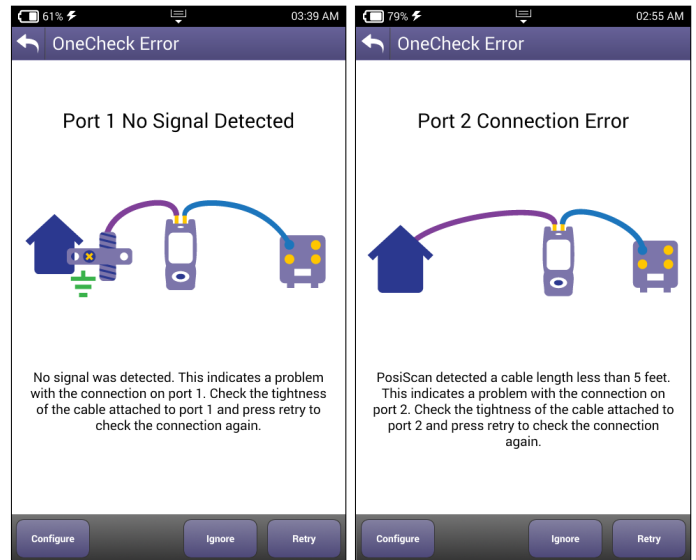 61%
03:39 AM
OneCheck Error
Port 1 No Signal Detected
No signal was detected. This indicates a problem
with the connection on port 1. Check the tightness
of the cable attached to port 1 and press retry to
check the connection again.
Configure
Ignore
Retry
79%
02:55 AM
OneCheck Error
Port 2 Connection Error
PosiScan detected a cable length less than 5 feet.
This indicates a problem with the connection on
port 2. Check the tightness of the cable attached to
port 2 and press retry to check the connection
again.
Configure
Ignore
Retry